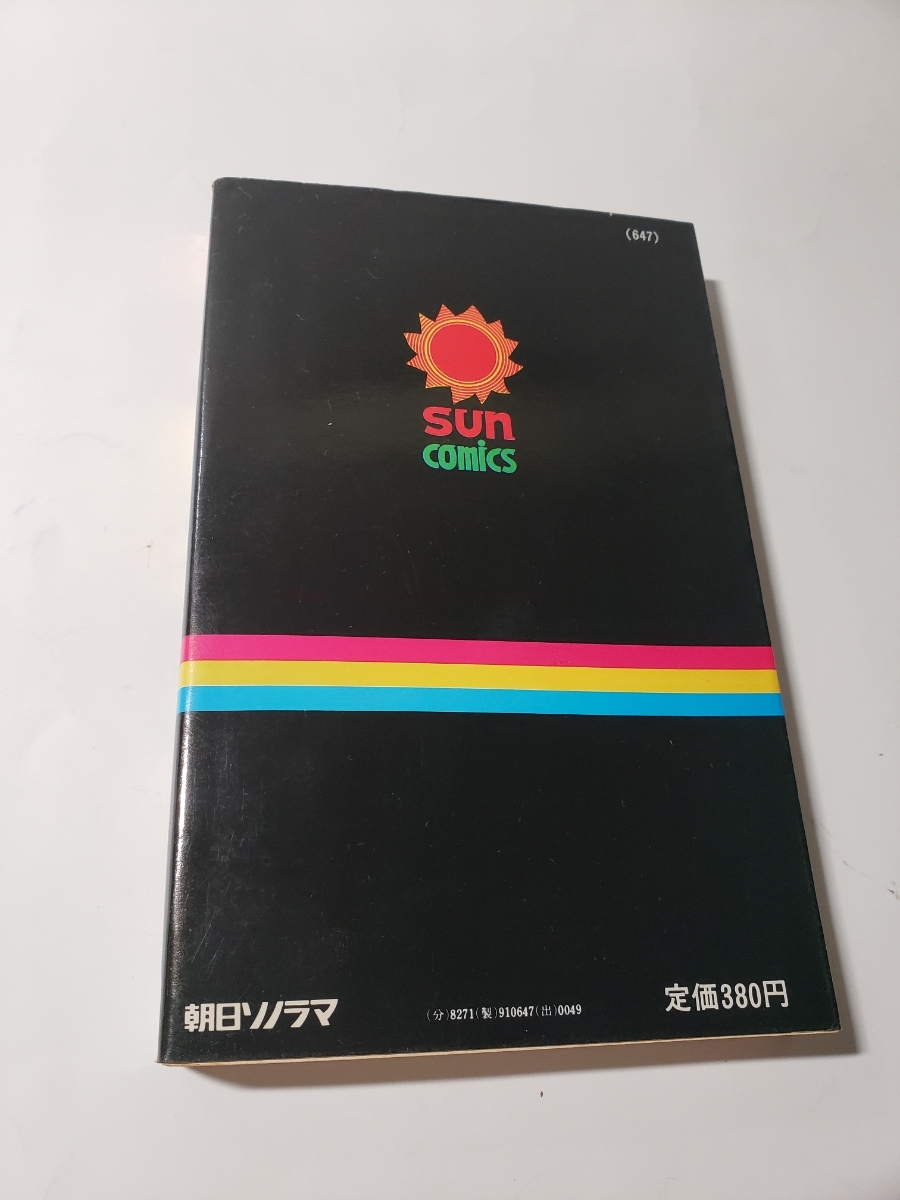 (647)
sun
comics
朝日ソノラマ
(分)8271(製)910647(出)0049
定価380円